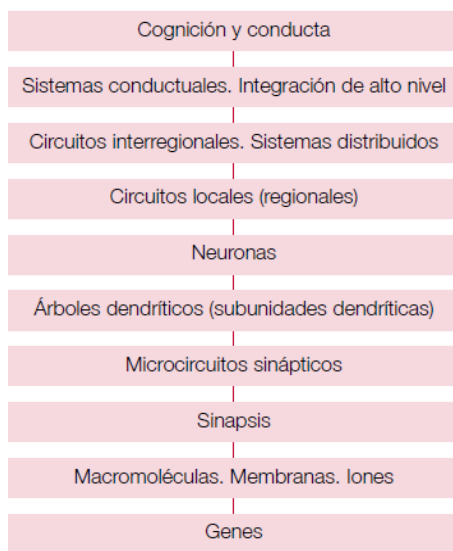 Cognición y conducta
Sistemas conductuales. Integración de alto nivel
Circuitos interregionales. Sistemas distribuidos
Circuitos locales (regionales)
Neuronas
Árboles dendríticos (subunidades dendríticas)
Microcircuitos sinápticos
Sinapsis
Macromoléculas. Membranas. Iones
Genes